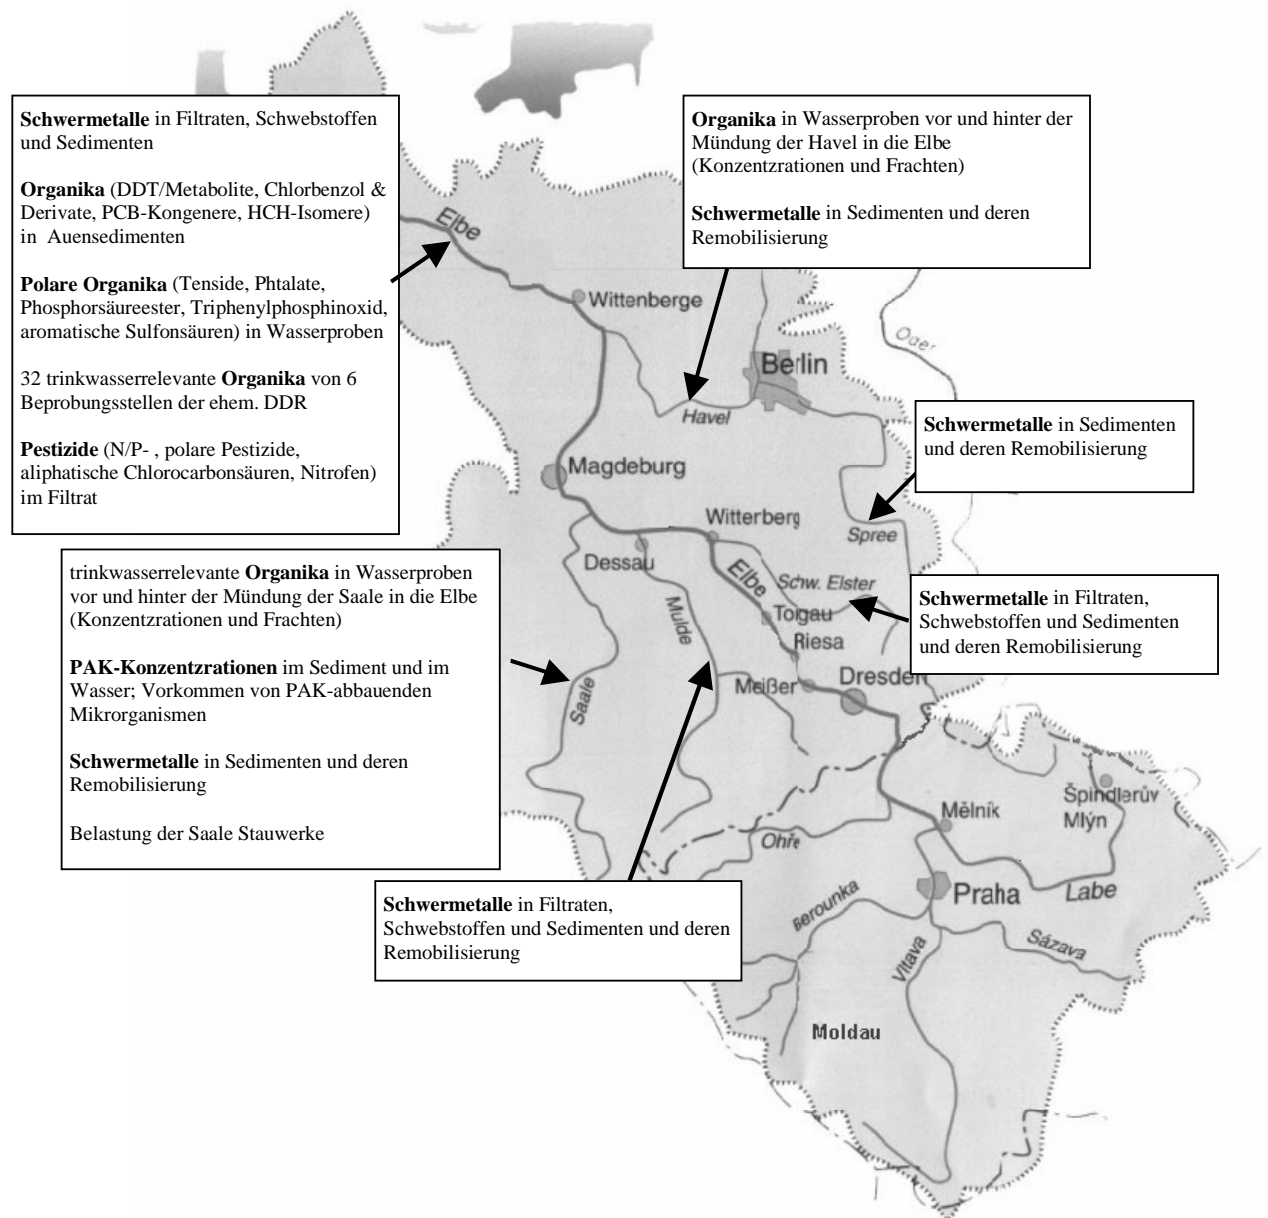 Schwermetalle in Filtraten, Schwebstoffen
und Sedimenten
Organika (DDT/Metabolite, Chlorbenzol &
Derivate, PCB-Kongenere, HCH-Isomere)
in Auensedimenten
Polare Organika (Tenside, Phtalate,
Phosphorsäureester, Triphenylphosphinoxid,
aromatische Sulfonsäuren) in Wasserproben
32 trinkwasserrelevante Organika von 6
Beprobungsstellen der ehem. DDR
Pestizide (N/P- , polare Pestizide,
aliphatische Chlorocarbonsäuren, Nitrofen)
im Filtrat
Organika in Wasserproben vor und hinter der
Mündung der Havel in die Elbe
(Konzentzrationen und Frachten)
Schwermetalle in Sedimenten und deren
Remobilisierung
Elbe
Wittenberge
Oder
Berlin
Havel
Schwermetalle in Sedimenten
und deren Remobilisierung
Magdeburg
Witterberg
Spree
Dessau
Elbe
Schw. Elster
Schwermetalle in Filtraten,
Schwebstoffen und Sedimenten
und deren Remobilisierung
trinkwasserrelevante Organika in Wasserproben
vor und hinter der Mündung der Saale in die Elbe
(Konzentzrationen und Frachten)
PAK-Konzentzrationen im Sediment und im
Wasser; Vorkommen von PAK-abbauenden
Mikrorganismen
Schwermetalle in Sedimenten und deren
Remobilisierung
Belastung der Saale Stauwerke
Mulde
Torgau
Riesa
Saale
Meißer
Dresden
Mělník
Špindlerův
Mlýn
Ohře
Praha
Labe
Schwermetalle in Filtraten,
Schwebstoffen und Sedimenten und deren
Remobilisierung
Berounka
Vltava
Sázava
Moldau